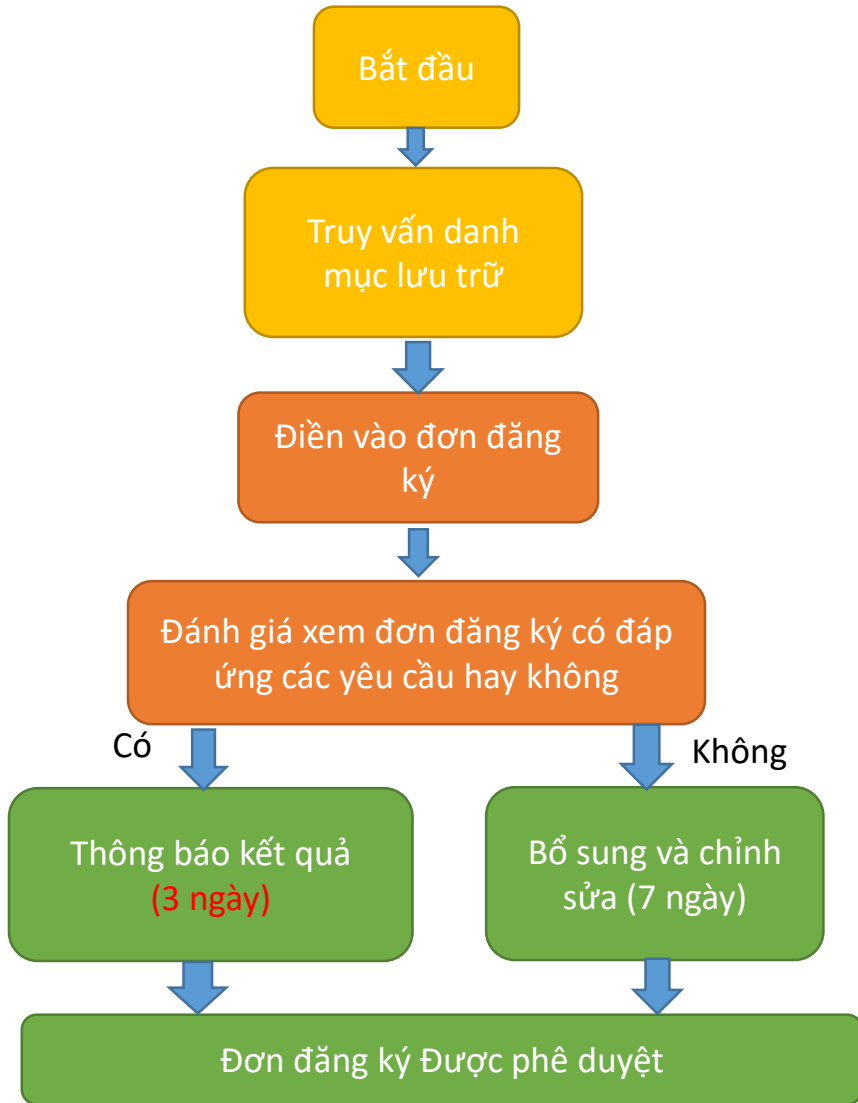 Bắt đầu
Truy vấn danh
mục lưu trữ
Điền vào đơn đăng
ký
Đánh giá xem đơn đăng ký có đáp
ứng các yêu cầu hay không
Có
Không
Thông báo kết quả
(3 ngày)
Bổ sung và chỉnh
sửa (7 ngày)
Đơn đăng ký Được phê duyệt